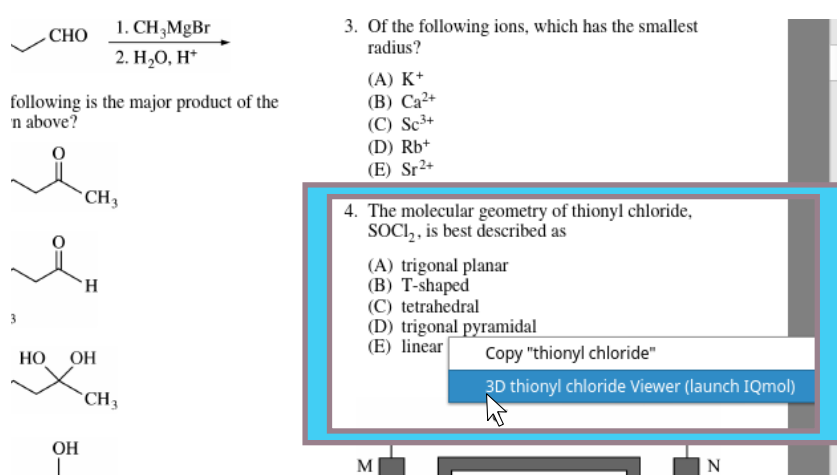 CHO
1. CH₃MgBr
2. H₂O, H⁺
following is the major product of the
n above?
O
CH₃
O
H
3
HO OH
CH₃
OH
3. Of the following ions, which has the smallest
radius?
(A) K⁺
(B) Ca²⁺
(C) Sc³⁺
(D) Rb⁺
(E) Sr²⁺
4. The molecular geometry of thionyl chloride,
SOCl₂, is best described as
(A) trigonal planar
(B) T-shaped
(C) tetrahedral
(D) trigonal pyramidal
(E) linear
Copy "thionyl chloride"
3D thionyl chloride Viewer (launch IQmol)
M N